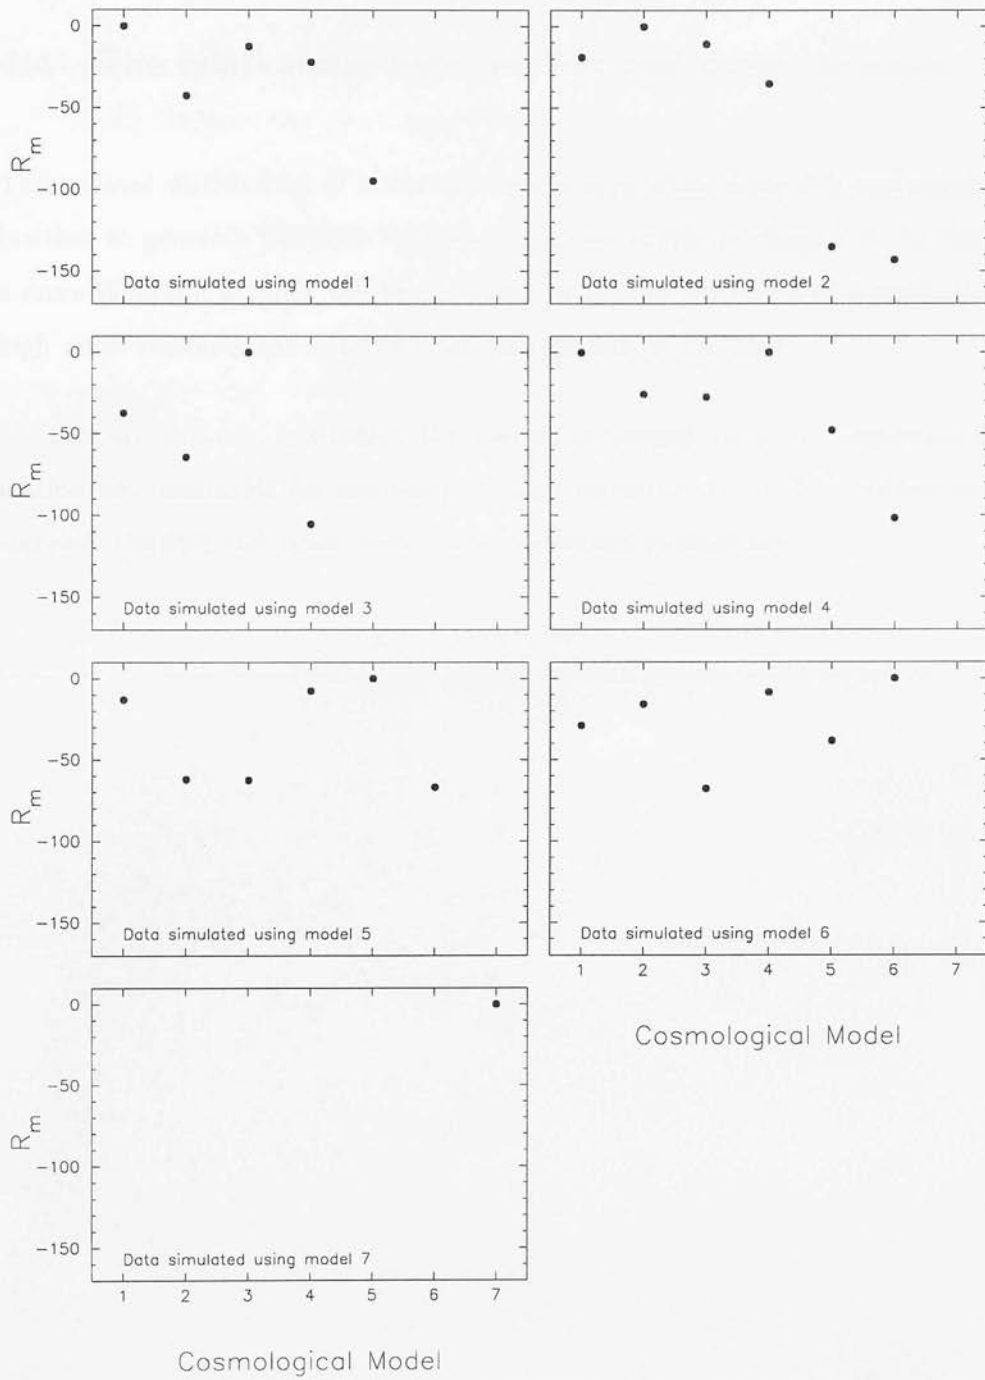 0
−50
−100
−150
R_m
Data simulated using model 1
Data simulated using model 2
0
−50
−100
−150
R_m
Data simulated using model 3
Data simulated using model 4
0
−50
−100
−150
R_m
Data simulated using model 5
Data simulated using model 6
1 2 3 4 5 6 7
Cosmological Model
0
−50
−100
−150
R_m
Data simulated using model 7
1 2 3 4 5 6 7
Cosmological Model